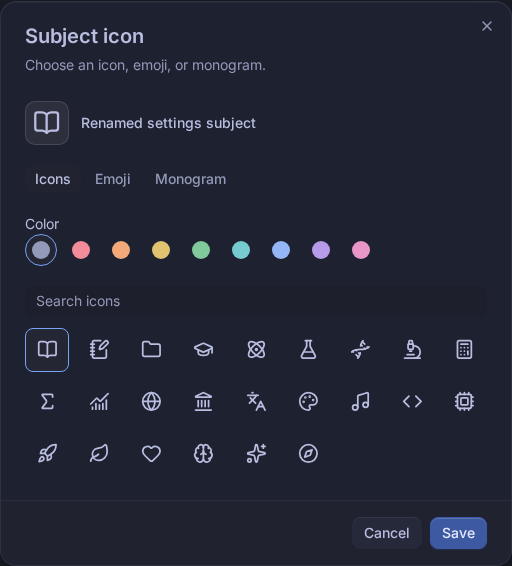 Subject icon
Choose an icon, emoji, or monogram.
Renamed settings subject
Icons Emoji Monogram
Color
Search icons
Cancel Save